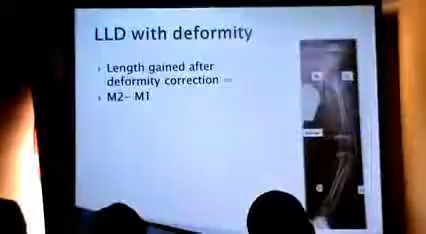 LLD with deformity
Length gained after
deformity correction =
M2- M1